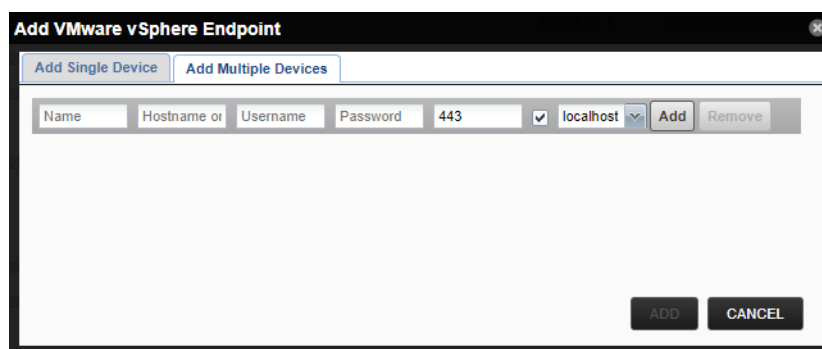 Add VMware vSphere Endpoint
Add Single Device Add Multiple Devices
Name Hostname or Username Password 443 localhost Add Remove
ADD CANCEL